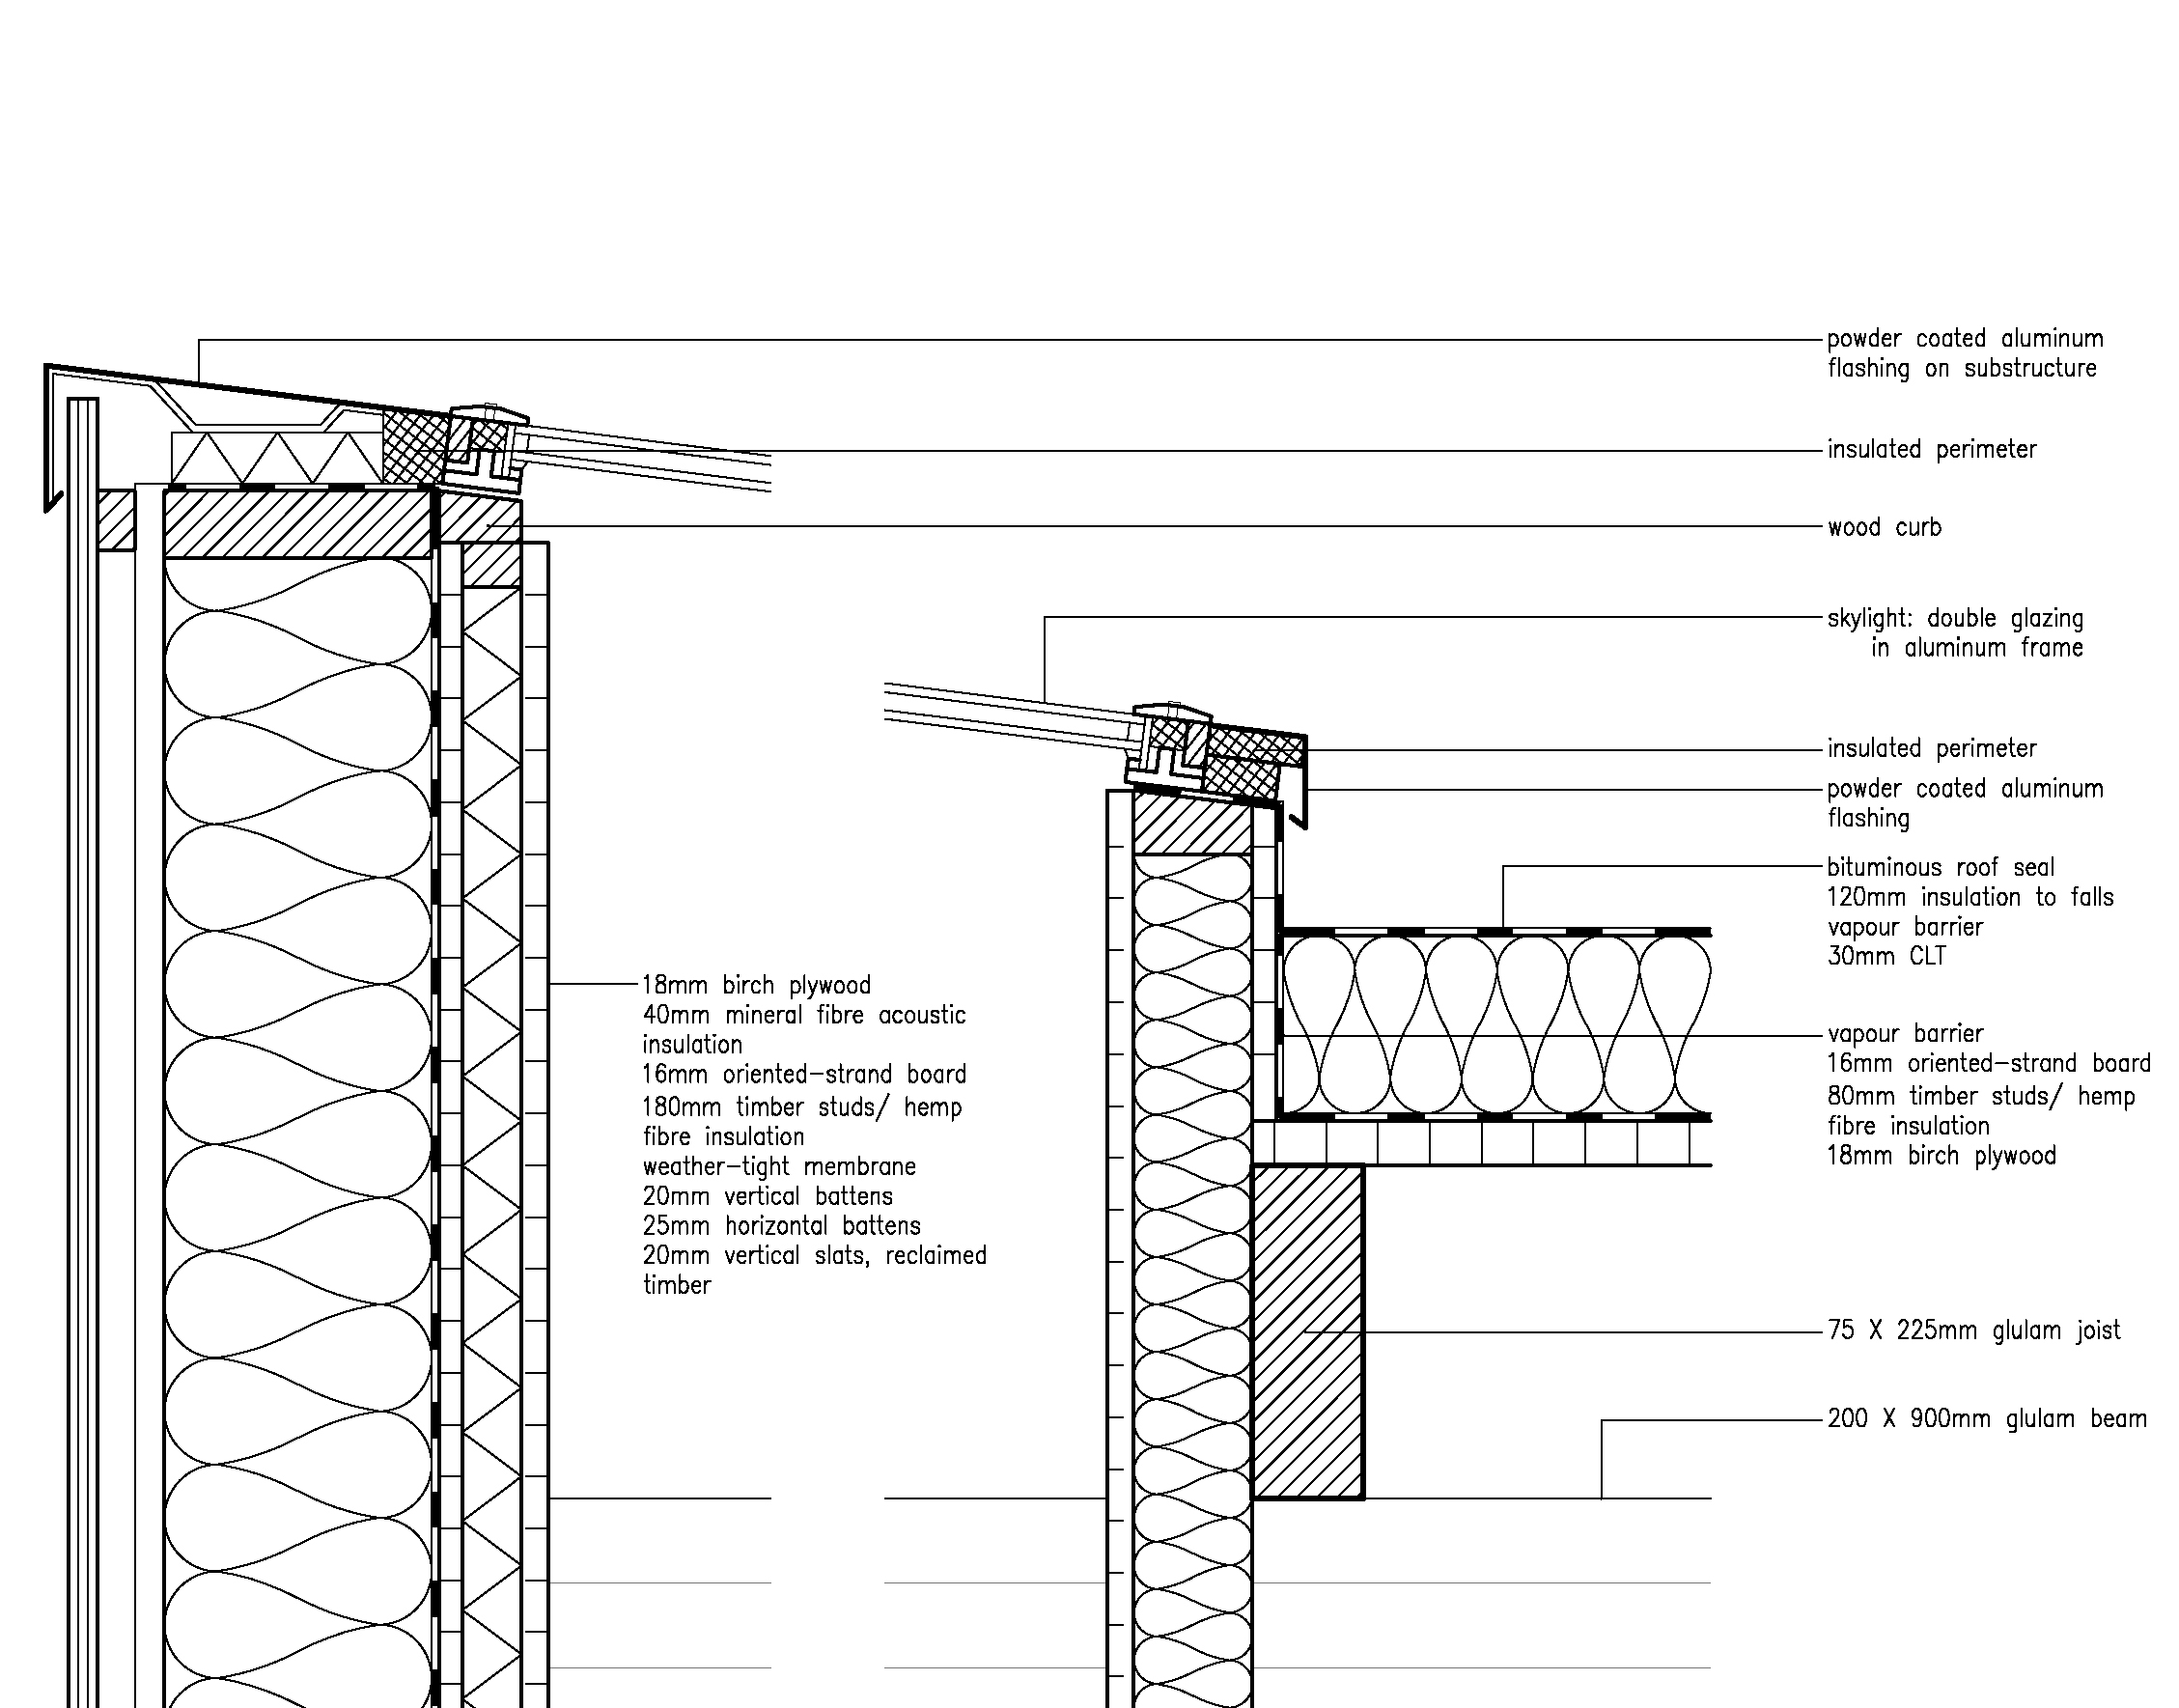 powder coated aluminum
flashing on substructure
insulated perimeter
wood curb
skylight: double glazing
in aluminum frame
insulated perimeter
powder coated aluminum
flashing
bituminous roof seal
120mm insulation to falls
vapour barrier
30mm CLT
18mm birch plywood
40mm mineral fibre acoustic
insulation
16mm oriented-strand board
180mm timber studs/ hemp
fibre insulation
weather-tight membrane
20mm vertical battens
25mm horizontal battens
20mm vertical slats, reclaimed
timber
vapour barrier
16mm oriented-strand board
80mm timber studs/ hemp
fibre insulation
18mm birch plywood
75 X 225mm glulam joist
200 X 900mm glulam beam